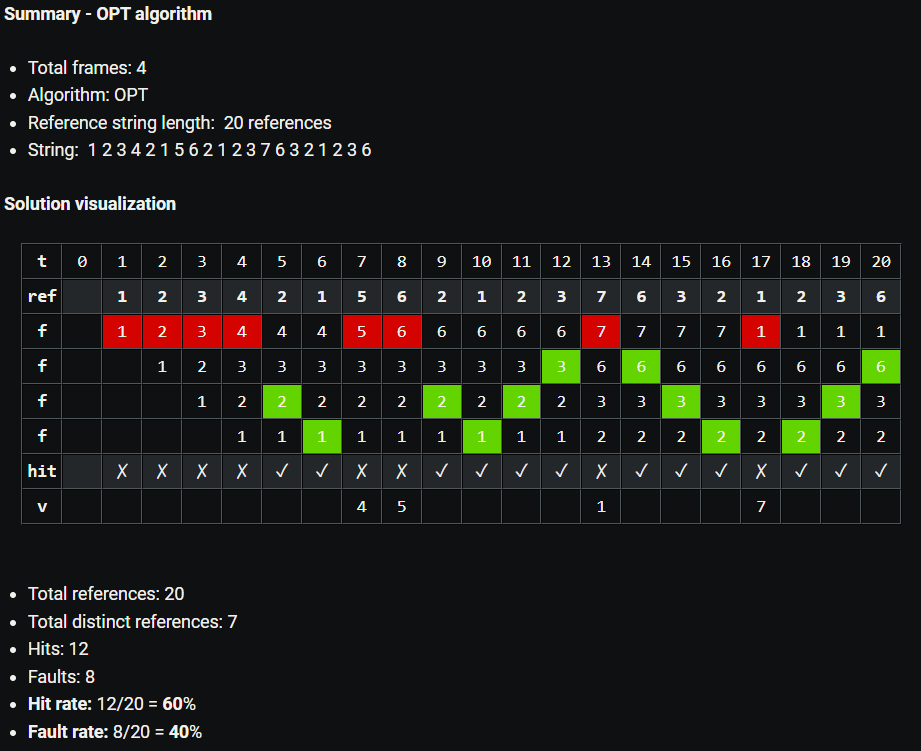 Summary - OPT algorithm
Total frames: 4
Algorithm: OPT
Reference string length: 20 references
String: 1 2 3 4 2 1 5 6 2 1 2 3 7 6 3 2 1 2 3 6
Solution visualization
t 0 1 2 3 4 5 6 7 8 9 10 11 12 13 14 15 16 17 18 19 20
ref 1 2 3 4 2 1 5 6 2 1 2 3 7 6 3 2 1 2 3 6
f 1 2 3 4 4 4 5 6 6 6 6 6 7 7 7 7 1 1 1 1
f 1 2 3 3 3 3 3 3 3 3 3 6 6 6 6 6 6 6 6
f 1 2 2 2 2 2 2 2 2 2 3 3 3 3 3 3 3 3
f 1 1 1 1 1 1 1 1 1 2 2 2 2 2 2 2 2
hit ✗ ✗ ✗ ✗ ✓ ✓ ✗ ✗ ✓ ✓ ✓ ✓ ✗ ✓ ✓ ✓ ✗ ✓ ✓ ✓
v 4 5 1 7
Total references: 20
Total distinct references: 7
Hits: 12
Faults: 8
Hit rate: 12/20 = 60%
Fault rate: 8/20 = 40%